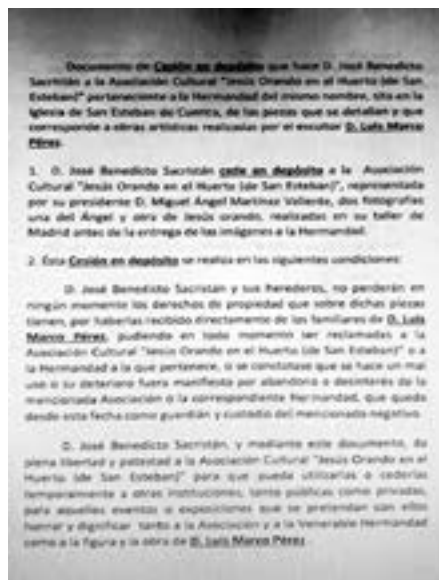 Documento de Cesión en depósito que hace D. José Benedicto
Sacristán a la Asociación Cultural "Jesús Orando en el Huerto (de San
Esteban)" perteneciente a la Hermandad del mismo nombre, sita en la
Iglesia de San Esteban de Cuenca, de las piezas que se detallan y que
corresponde a obras artísticas realizadas por el escultor D. Luis Marco
Pérez.
1. D. José Benedicto Sacristán cede en depósito a la Asociación
Cultural "Jesús Orando en el Huerto (de San Esteban)", representada
por su presidente D. Miguel Ángel Martínez Valiente, dos fotografías
una del Ángel y otra de Jesús orando, realizadas en su taller de
Madrid antes de la entrega de las imágenes a la Hermandad.
2. Esta Cesión en depósito se realiza en las siguientes condiciones:
D. José Benedicto Sacristán y sus herederos, no perderán en
ningún momento los derechos de propiedad que sobre dichas piezas
tienen, por haberlas recibido directamente de los familiares de D. Luis
Marco Pérez, pudiendo en todo momento ser reclamadas a la
Asociación Cultural "Jesús Orando en el Huerto (de San Esteban)" o a
la Hermandad a la que pertenece, si se constatase que se hace un mal
uso o su deterioro fuera manifiesto por abandono o desinterés de la
mencionada Asociación o la correspondiente Hermandad, que queda
desde esta fecha como guardián y custodio del mencionado negativo.
D. José Benedicto Sacristán, y mediante este documento, da
plena libertad y potestad a la Asociación Cultural "Jesús Orando en el
Huerto (de San Esteban)" para que pueda utilizarlas o cederlas
temporalmente a otras instituciones, tanto públicas como privadas,
para aquellos eventos o exposiciones que se pretendan con ellos
honrar y dignificar tanto a la Asociación y a la Venerable Hermandad
como a la figura y la obra de D. Luis Marco Pérez.